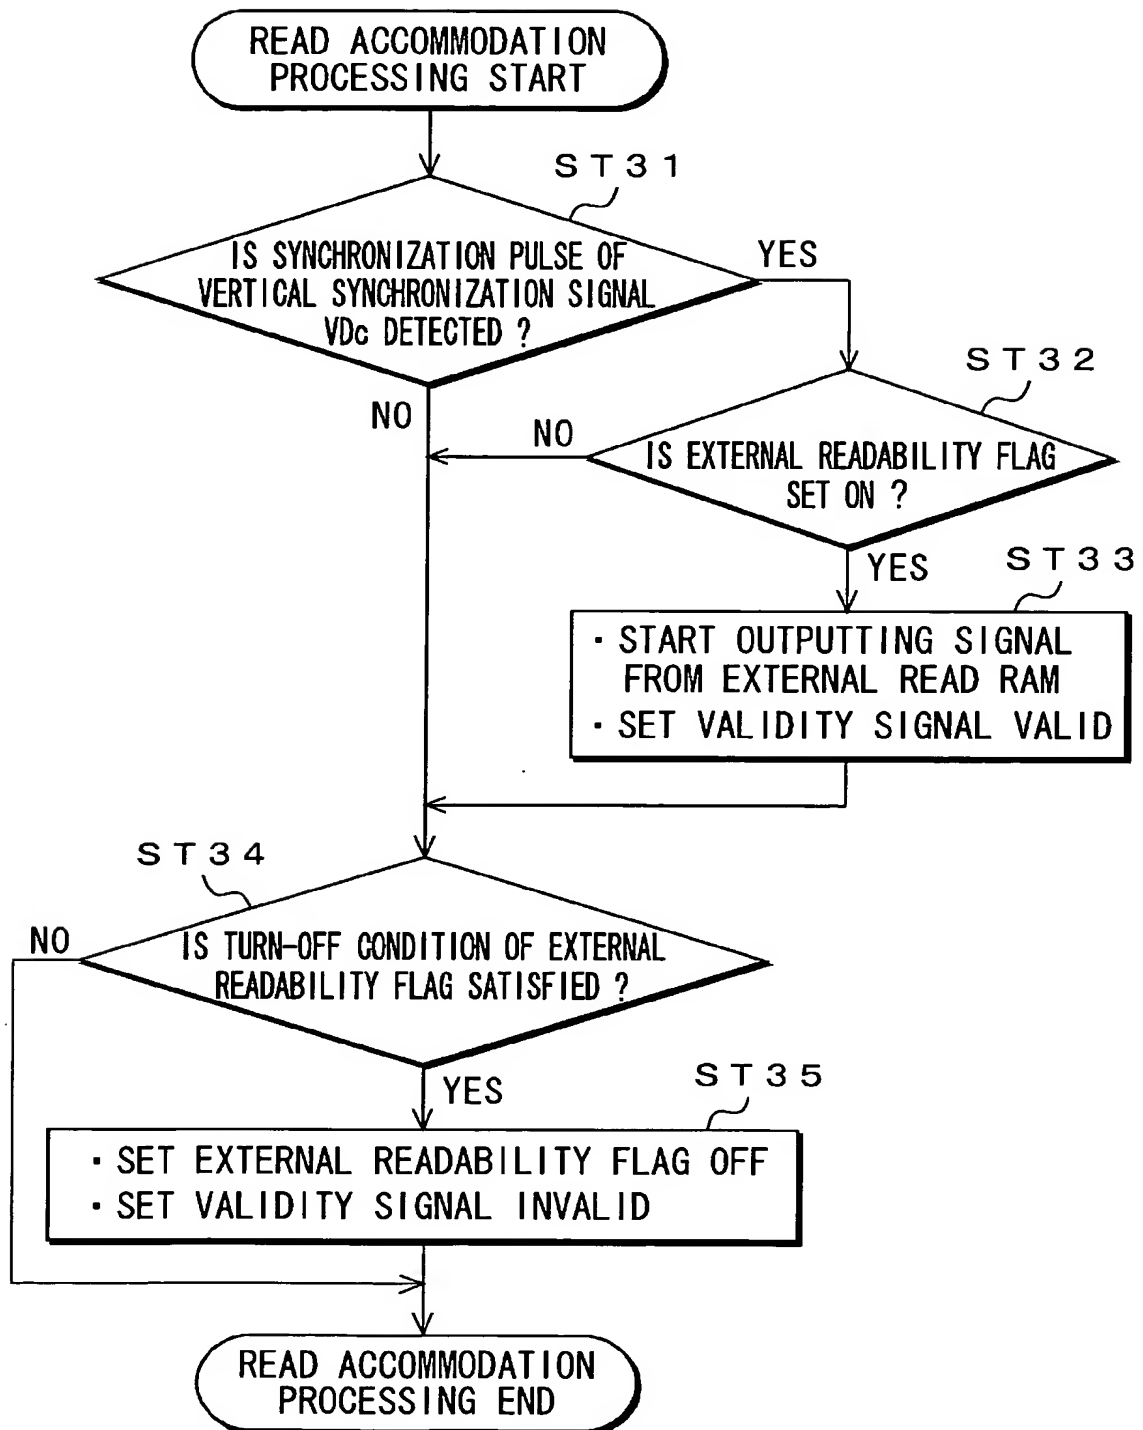 READ ACCOMMODATION
PROCESSING START
ST31
IS SYNCHRONIZATION PULSE OF
VERTICAL SYNCHRONIZATION SIGNAL
VDc DETECTED ?
YES
NO
ST32
IS EXTERNAL READABILITY FLAG
SET ON ?
NO
YES
ST33
· START OUTPUTTING SIGNAL
FROM EXTERNAL READ RAM
· SET VALIDITY SIGNAL VALID
ST34
NO
IS TURN-OFF CONDITION OF EXTERNAL
READABILITY FLAG SATISFIED ?
YES
ST35
· SET EXTERNAL READABILITY FLAG OFF
· SET VALIDITY SIGNAL INVALID
READ ACCOMMODATION
PROCESSING END